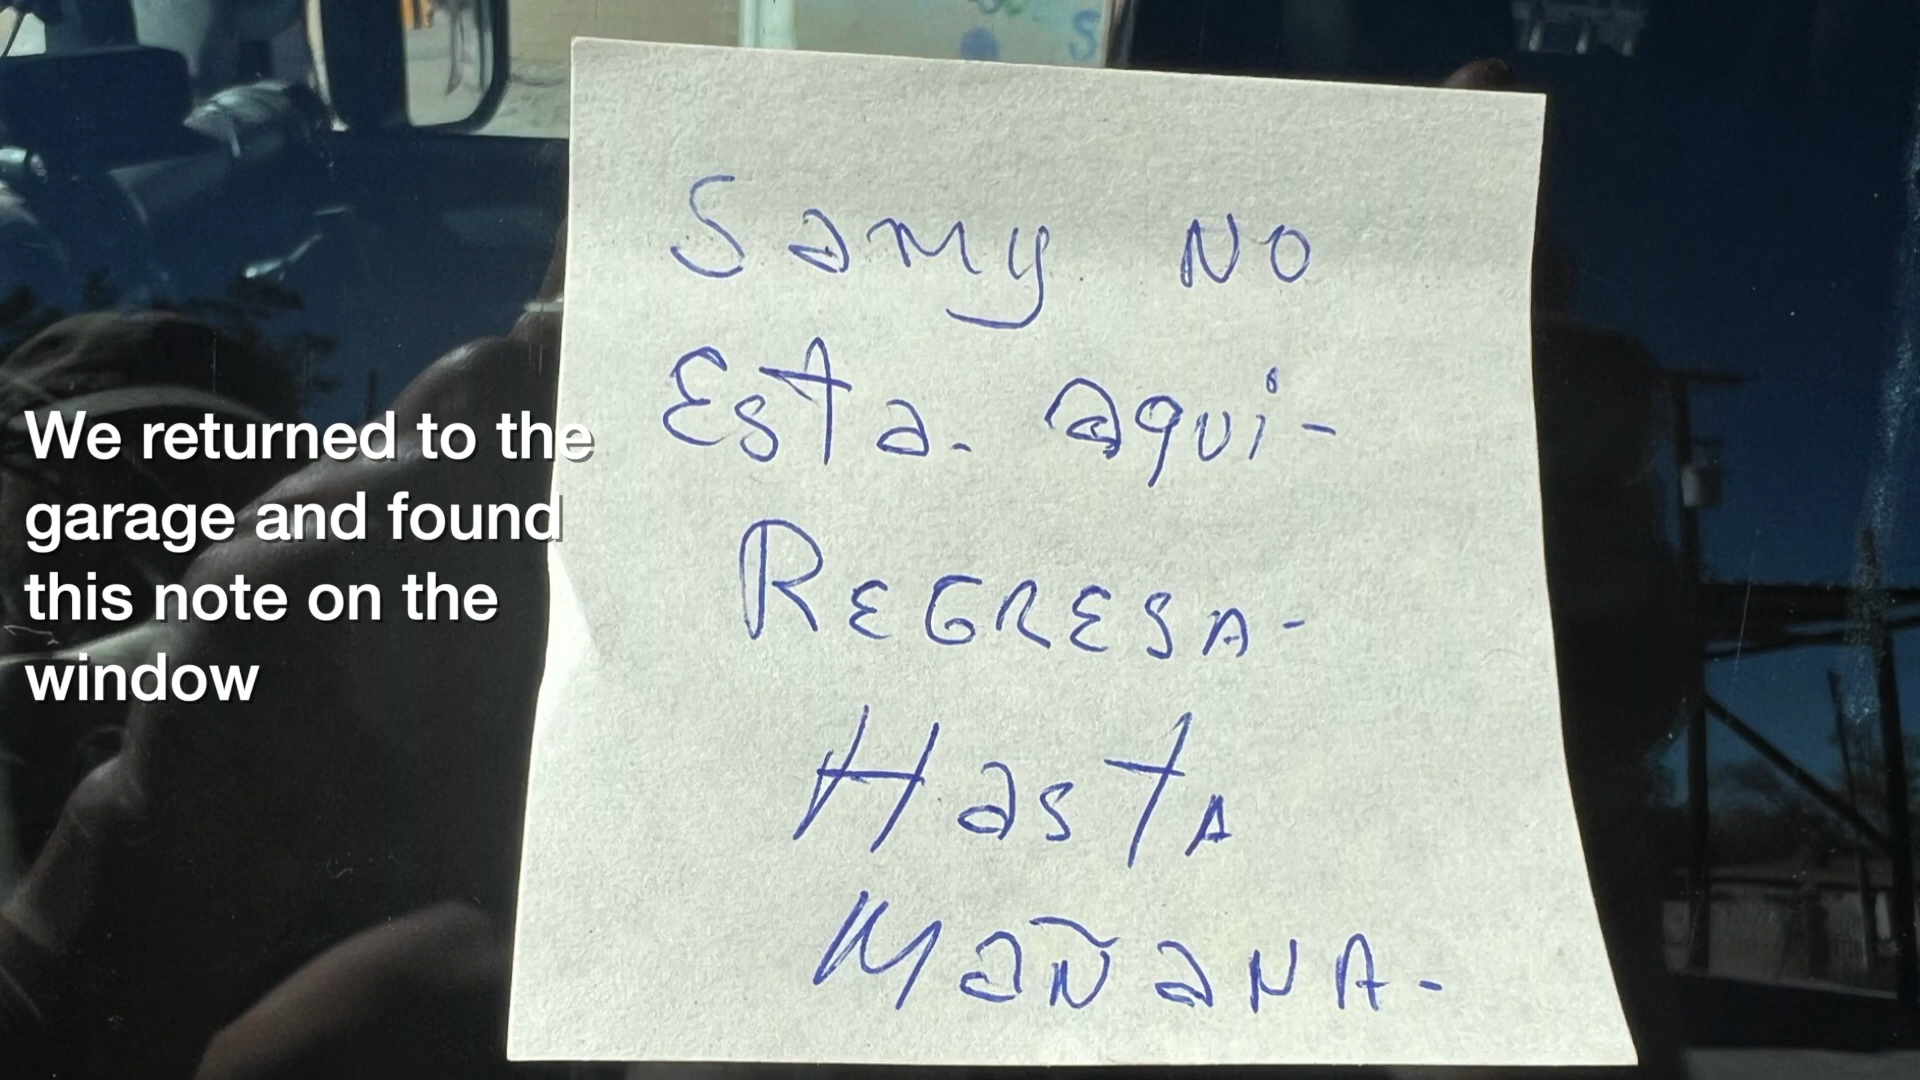 We returned to the
garage and found
this note on the
window
Samy NO
Esta. aqui-
REGRESA-
HasTA
MañaNA-